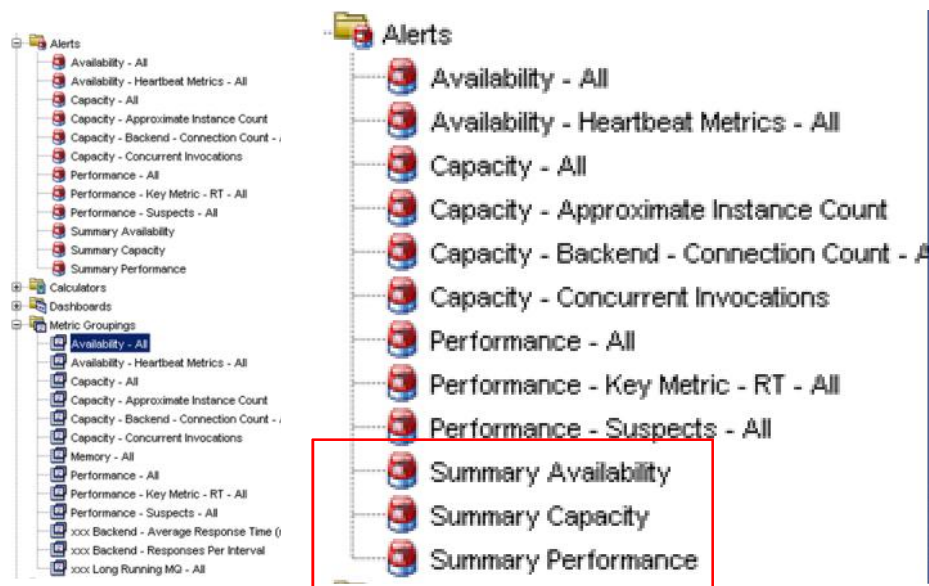 Alerts
Availability - All
Availability - Heartbeat Metrics - All
Capacity - All
Capacity - Approximate Instance Count
Capacity - Backend - Connection Count -
Capacity - Concurrent Invocations
Performance - All
Performance - Key Metric - RT - All
Performance - Suspects - All
Summary Availability
Summary Capacity
Summary Performance
Calculators
Dashboards
Metric Groupings
Availability - All
Availability - Heartbeat Metrics - All
Capacity - All
Capacity - Approximate Instance Count
Capacity - Backend - Connection Count -
Capacity - Concurrent Invocations
Memory - All
Performance - All
Performance - Key Metric - RT - All
Performance - Suspects - All
xxx Backend - Average Response Time (
xxx Backend - Responses Per Interval
xxx Long Running MQ - All
Alerts
Availability - All
Availability - Heartbeat Metrics - All
Capacity - All
Capacity - Approximate Instance Count
Capacity - Backend - Connection Count - A
Capacity - Concurrent Invocations
Performance - All
Performance - Key Metric - RT - All
Performance - Suspects - All
Summary Availability
Summary Capacity
Summary Performance